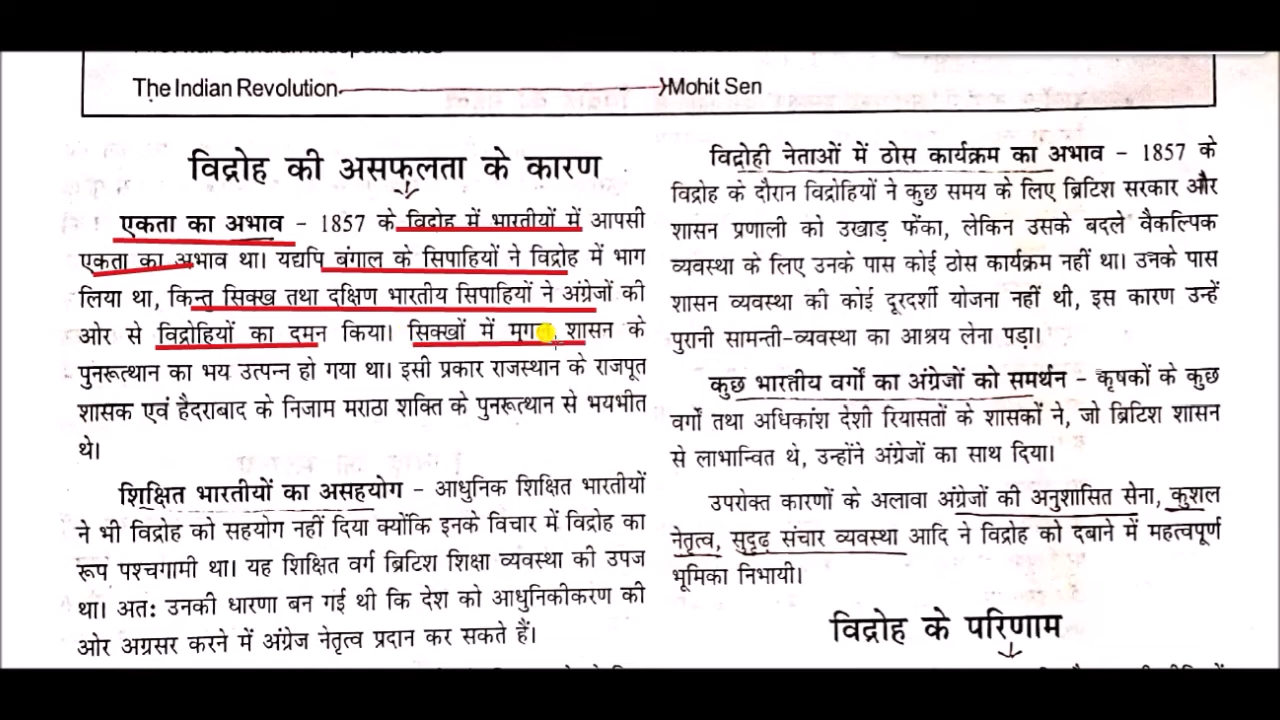 The Indian Revolution
Mohit Sen
विद्रोह की असफलता के कारण
एकता का अभाव – 1857 के विद्रोह में भारतीयों में आपसी
एकता का अभाव था। यद्यपि बंगाल के सिपाहियों ने विद्रोह में भाग
लिया था, किन्तु सिक्ख तथा दक्षिण भारतीय सिपाहियों ने अंग्रेजों की
ओर से विद्रोहियों का दमन किया। सिक्खों में शासन के
पुनरूत्थान का भय उत्पन्न हो गया था। इसी प्रकार राजस्थान के राजपूत
शासक एवं हैदराबाद के निजाम मराठा शक्ति के पुनरूत्थान से भयभीत
थे।
शिक्षित भारतीयों का असहयोग – आधुनिक शिक्षित भारतीयों
ने भी विद्रोह को सहयोग नहीं दिया क्योंकि इनके विचार में विद्रोह का
रूप पश्चगामी था। यह शिक्षित वर्ग ब्रिटिश शिक्षा व्यवस्था की उपज
था। अत: उनकी धारणा बन गई थी कि देश को आधुनिकीकरण की
ओर अग्रसर करने में अंग्रेज नेतृत्व प्रदान कर सकते हैं।
विद्रोही नेताओं में ठोस कार्यक्रम का अभाव – 1857 के
विद्रोह के दौरान विद्रोहियों ने कुछ समय के लिए ब्रिटिश सरकार और
शासन प्रणाली को उखाड़ फेंका, लेकिन उसके बदले वैकल्पिक
व्यवस्था के लिए उनके पास कोई ठोस कार्यक्रम नहीं था। उनके पास
शासन व्यवस्था की कोई दूरदर्शी योजना नहीं थी, इस कारण उन्हें
पुरानी सामन्ती-व्यवस्था का आश्रय लेना पड़ा।
कुछ भारतीय वर्गों का अंग्रेजों को समर्थन – कृषकों के कुछ
वर्गों तथा अधिकांश देशी रियासतों के शासकों ने, जो ब्रिटिश शासन
से लाभान्वित थे, उन्होंने अंग्रेजों का साथ दिया।
उपरोक्त कारणों के अलावा अंग्रेजों की अनुशासित सेना, कुशल
नेतृत्व, सुदृढ़ संचार व्यवस्था आदि ने विद्रोह को दबाने में महत्वपूर्ण
भूमिका निभायी।
विद्रोह के परिणाम